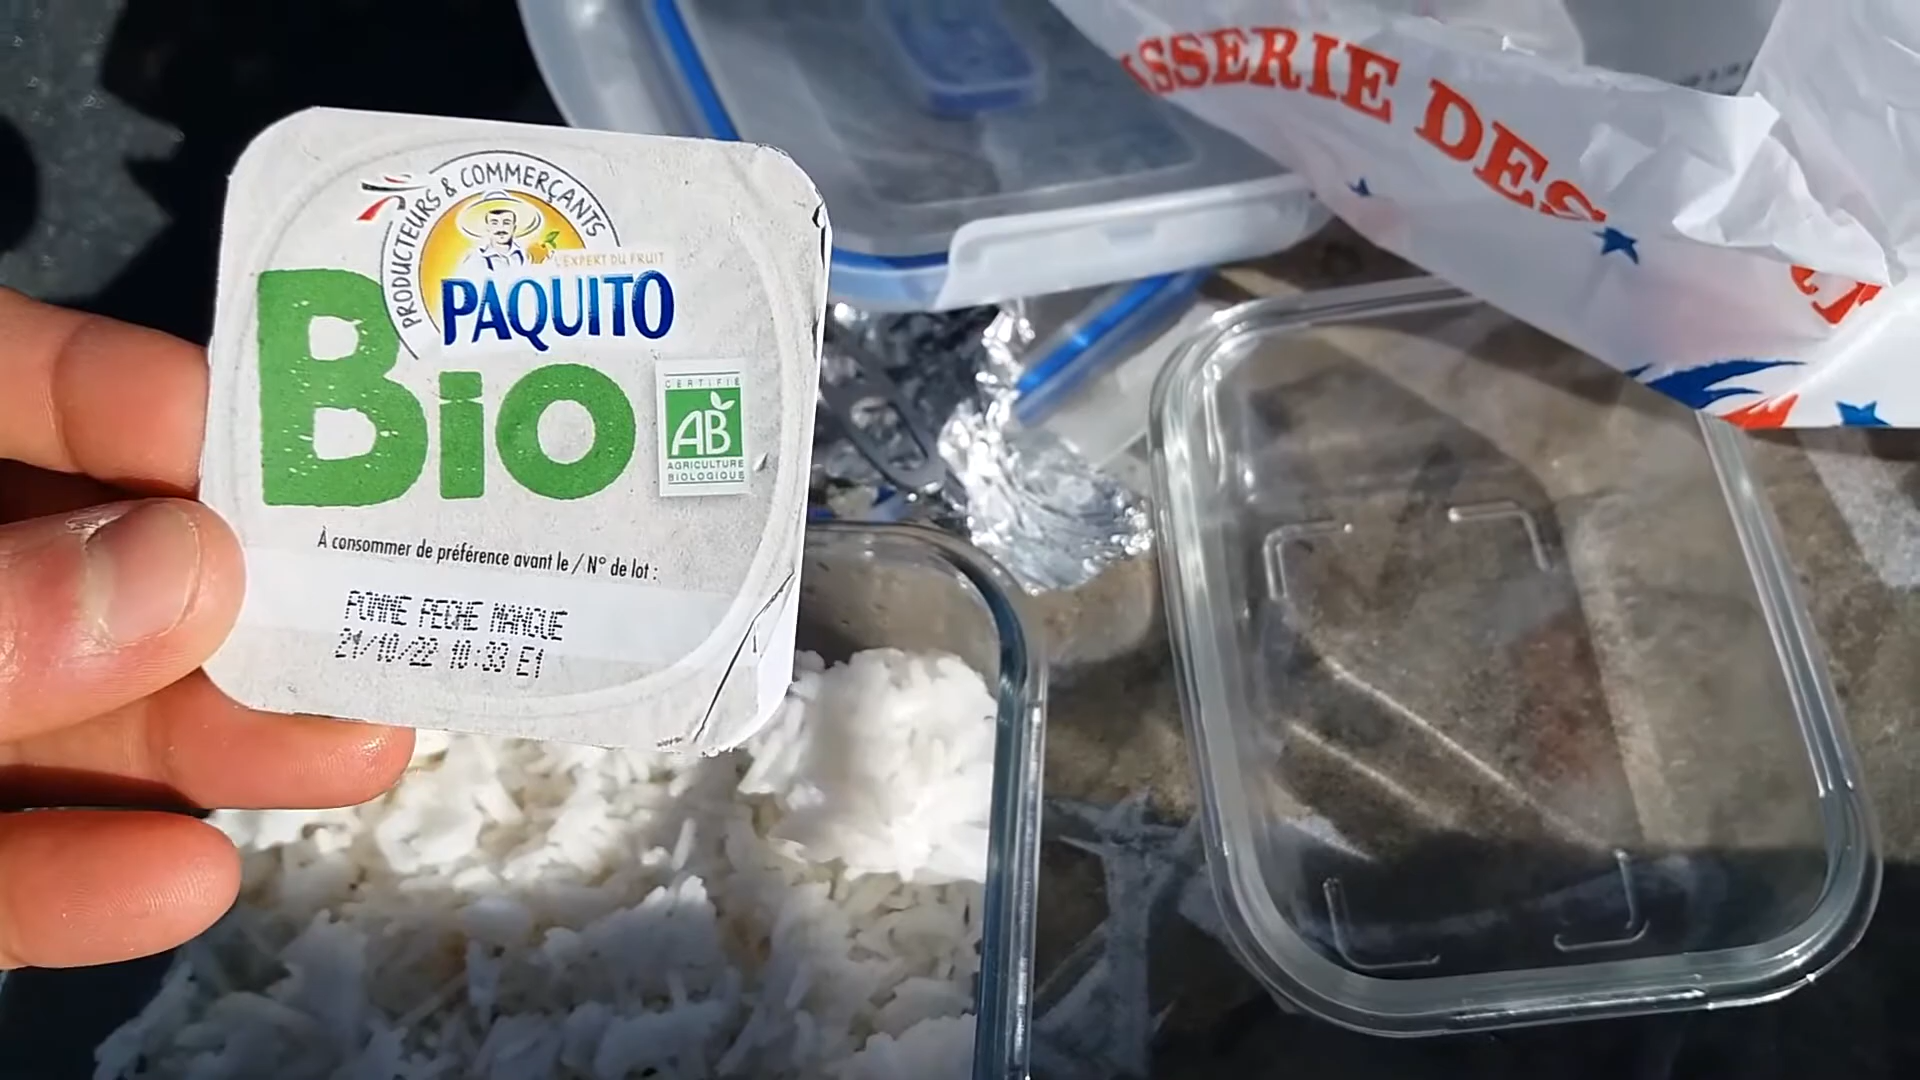 PRODUCTEURS & COMMERÇANTS
L'EXPERT DU FRUIT
PAQUITO
Bio
CERTIFIÉ
AB
AGRICULTURE
BIOLOGIQUE
À consommer de préférence avant le / N° de lot :
POMME PECHE MANGUE
21/10/22 10:33 E1
ISSERIE DES